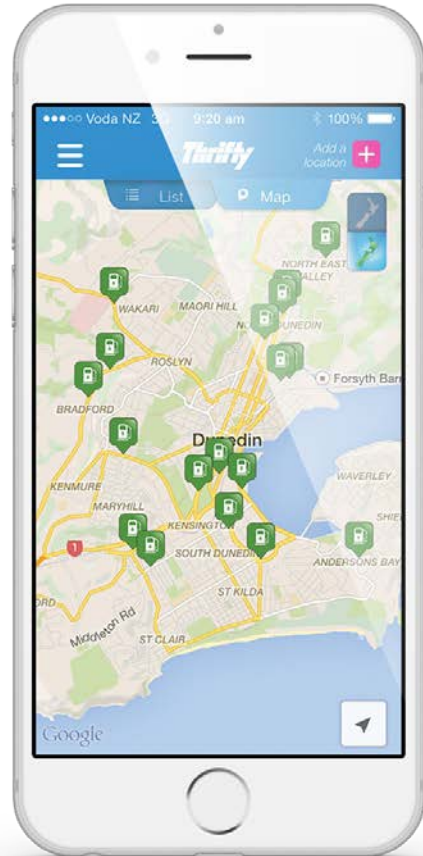 Voda NZ 3G 9:20 am 100%
Thrifty
Add a
location
List Map
NORTH EAST
VALLEY
WAKARI
MAORI HILL
ROSLYN
Forsyth Barr
BRADFORD
Dunedin
WAVERLEY
KENMURE
MARYHILL
KENSINGTON
1
SOUTH DUNEDIN
ANDERSONS BAY
ST KILDA
Middleton Rd
ST CLAIR
Google